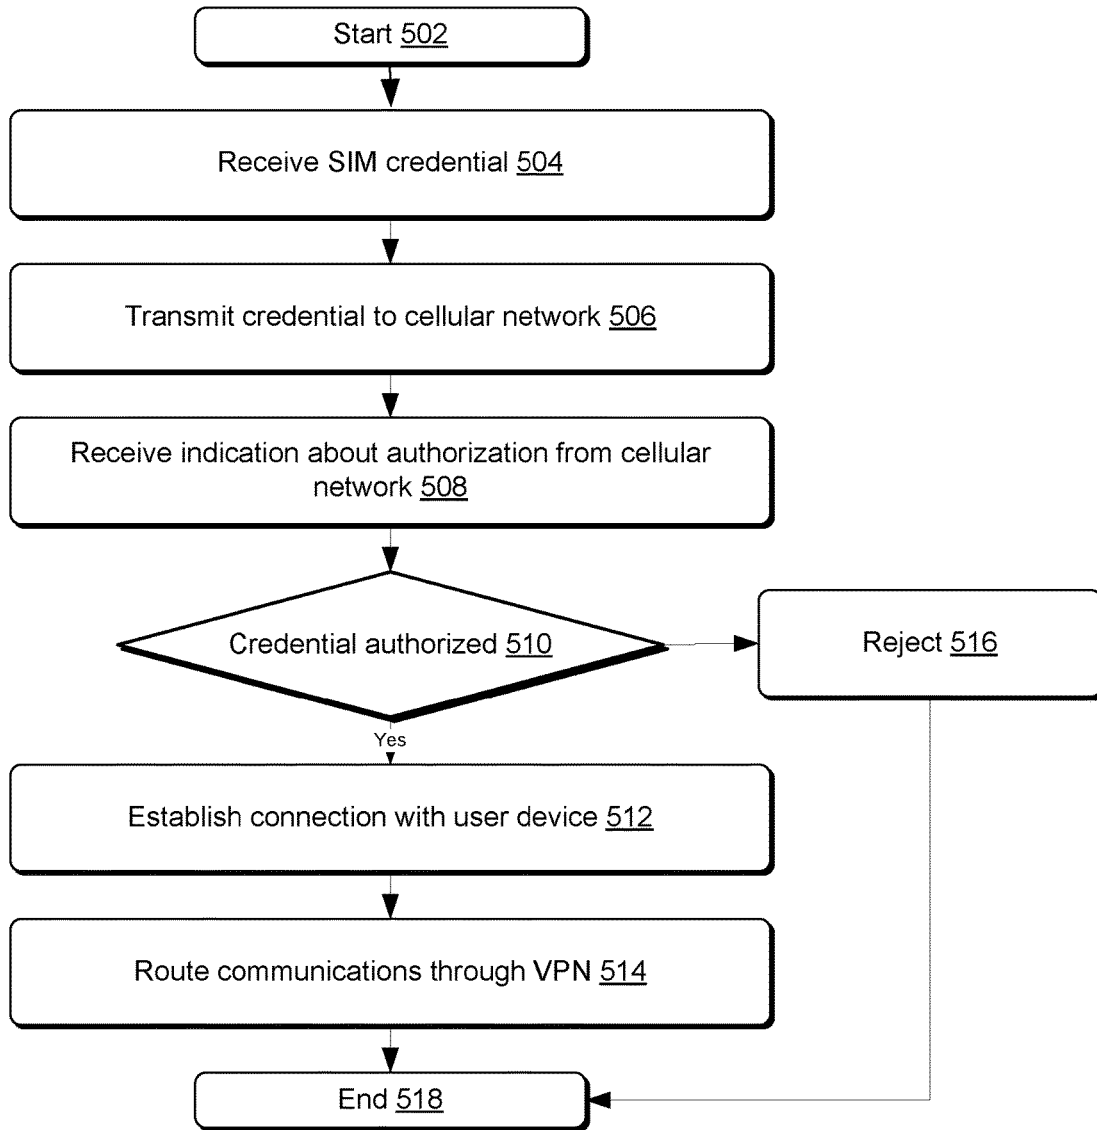 Start 502
Receive SIM credential 504
Transmit credential to cellular network 506
Receive indication about authorization from cellular
network 508
Credential authorized 510
Reject 516
Yes
Establish connection with user device 512
Route communications through VPN 514
End 518